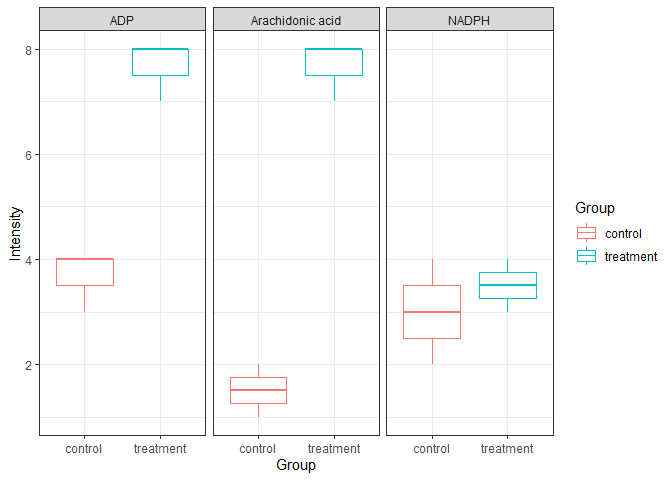 ADP
Arachidonic acid
NADPH
Intensity
8
6
4
2
control
treatment
control
treatment
control
treatment
Group
Group
control
treatment